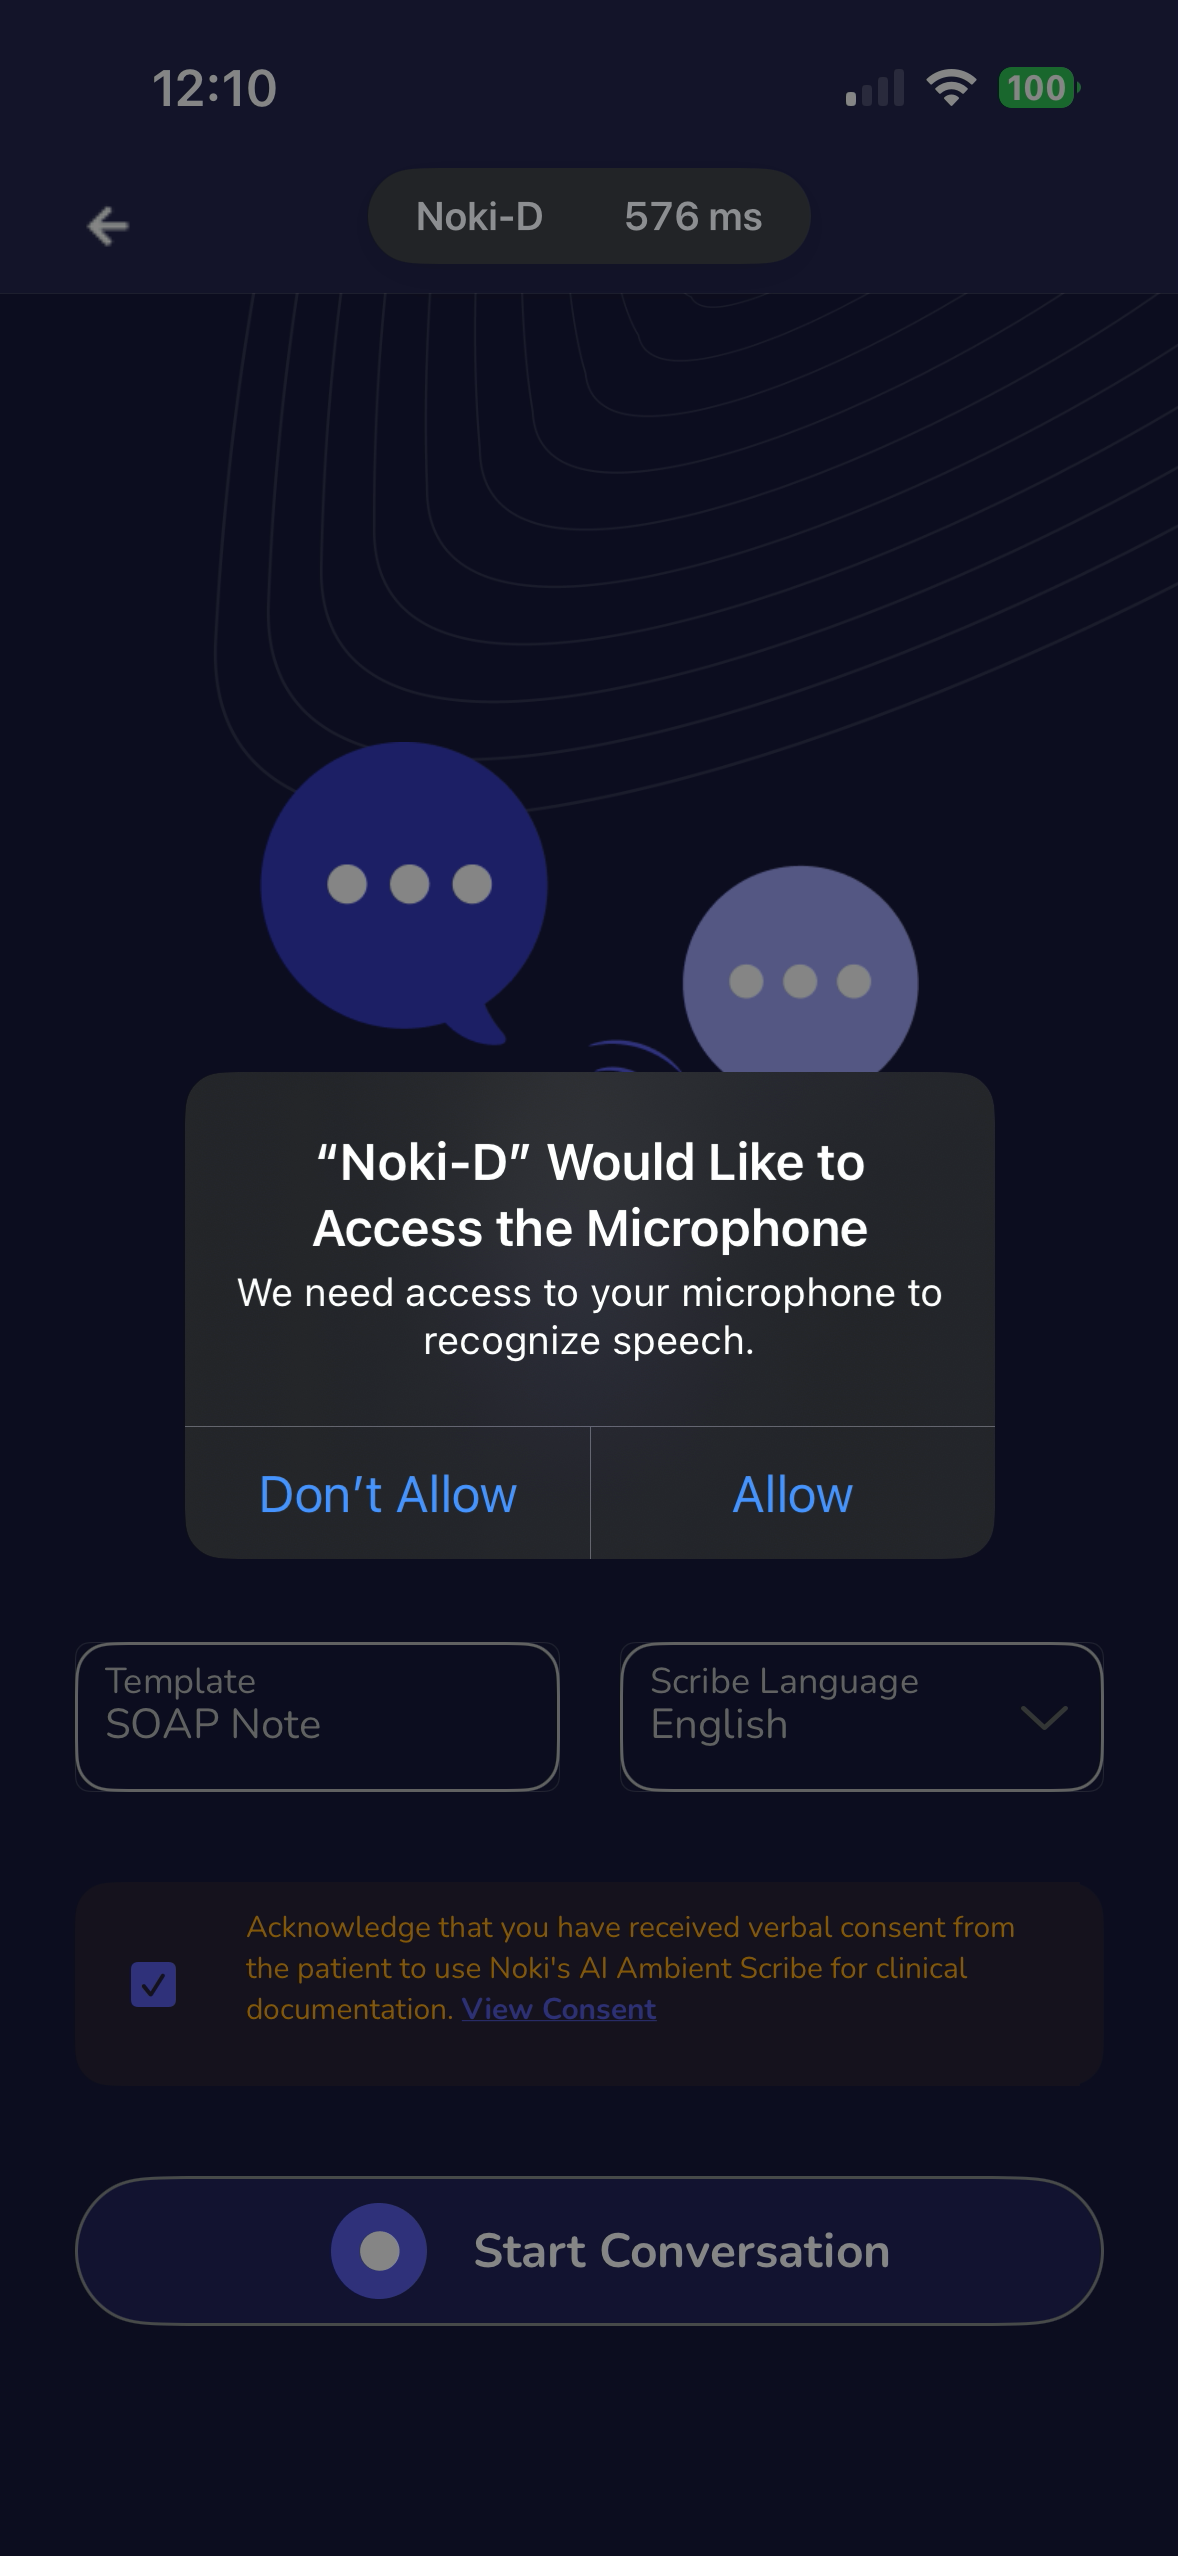 12:10
100
Noki-D 576 ms
“Noki-D” Would Like to
Access the Microphone
We need access to your microphone to
recognize speech.
Don’t Allow
Allow
Template
SOAP Note
Scribe Language
English
Acknowledge that you have received verbal consent from
the patient to use Noki's AI Ambient Scribe for clinical
documentation. View Consent
Start Conversation